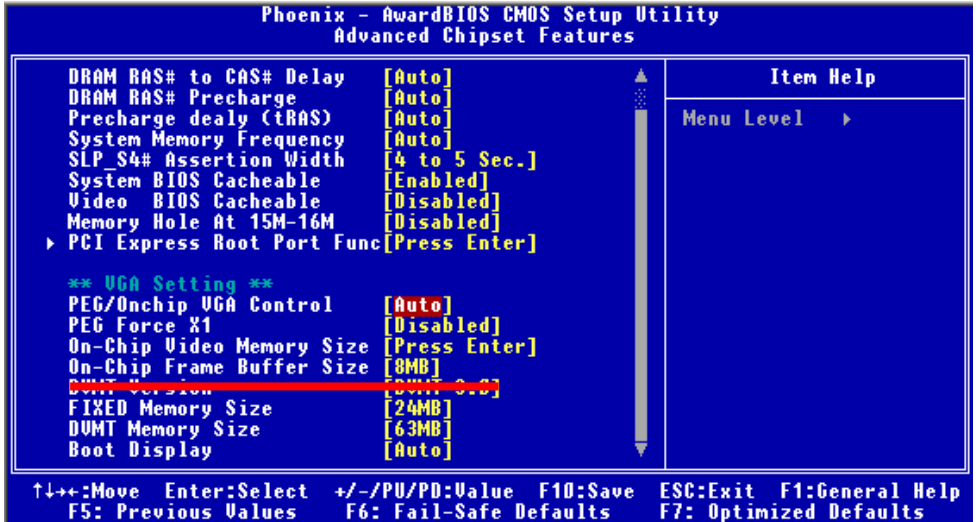 Phoenix - AwardBIOS CMOS Setup Utility
Advanced Chipset Features
DRAM RAS# to CAS# Delay [Auto]
DRAM RAS# Precharge [Auto]
Precharge dealy (tRAS) [Auto]
System Memory Frequency [Auto]
SLP_S4# Assertion Width [4 to 5 Sec.]
System BIOS Cacheable [Enabled]
Video BIOS Cacheable [Disabled]
Memory Hole At 15M-16M [Disabled]
PCI Express Root Port Func[Press Enter]
** VGA Setting **
PEG/Onchip VGA Control [Auto]
PEG Force X1 [Disabled]
On-Chip Video Memory Size [Press Enter]
On-Chip Frame Buffer Size [8MB]
DVMT Version [DVMT 3.0]
FIXED Memory Size [24MB]
DVMT Memory Size [63MB]
Boot Display [Auto]
Item Help
Menu Level
↑↓→←:Move Enter:Select +/-/PU/PD:Value F10:Save ESC:Exit F1:General Help
F5: Previous Values F6: Fail-Safe Defaults F7: Optimized Defaults